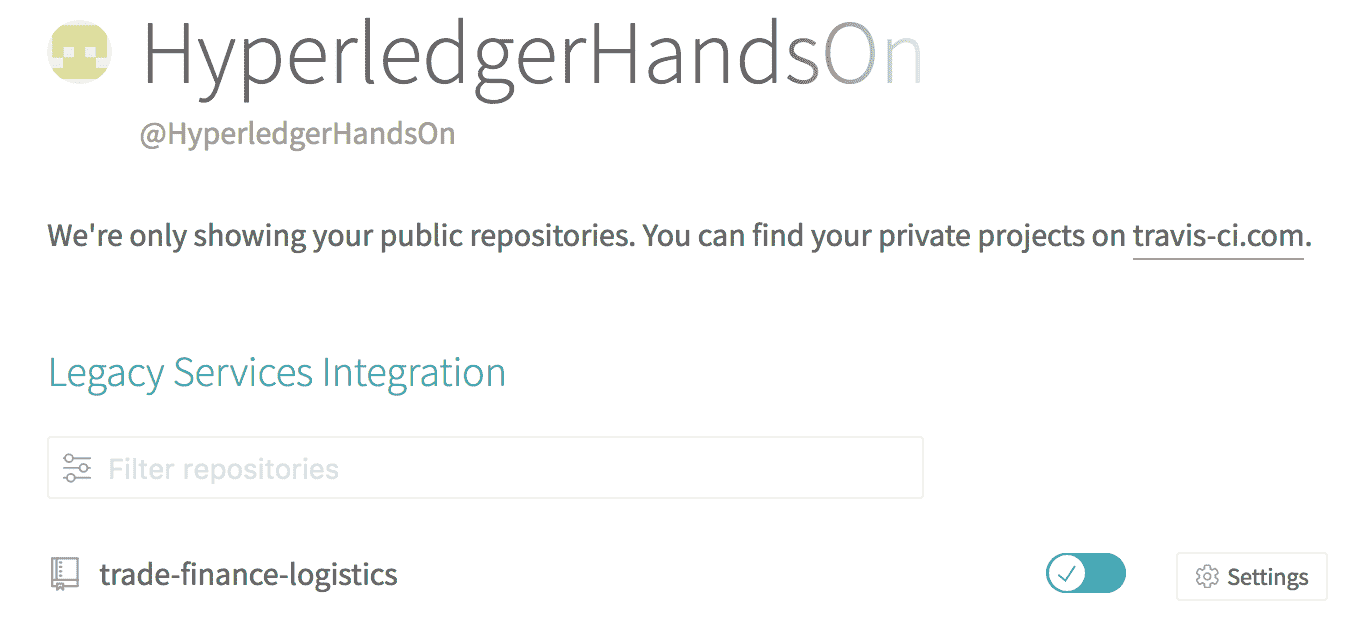 HyperledgerHandsOn
@HyperledgerHandsOn
We're only showing your public repositories. You can find your private projects on travis-ci.com.
Legacy Services Integration
Filter repositories
trade-finance-logistics
Settings